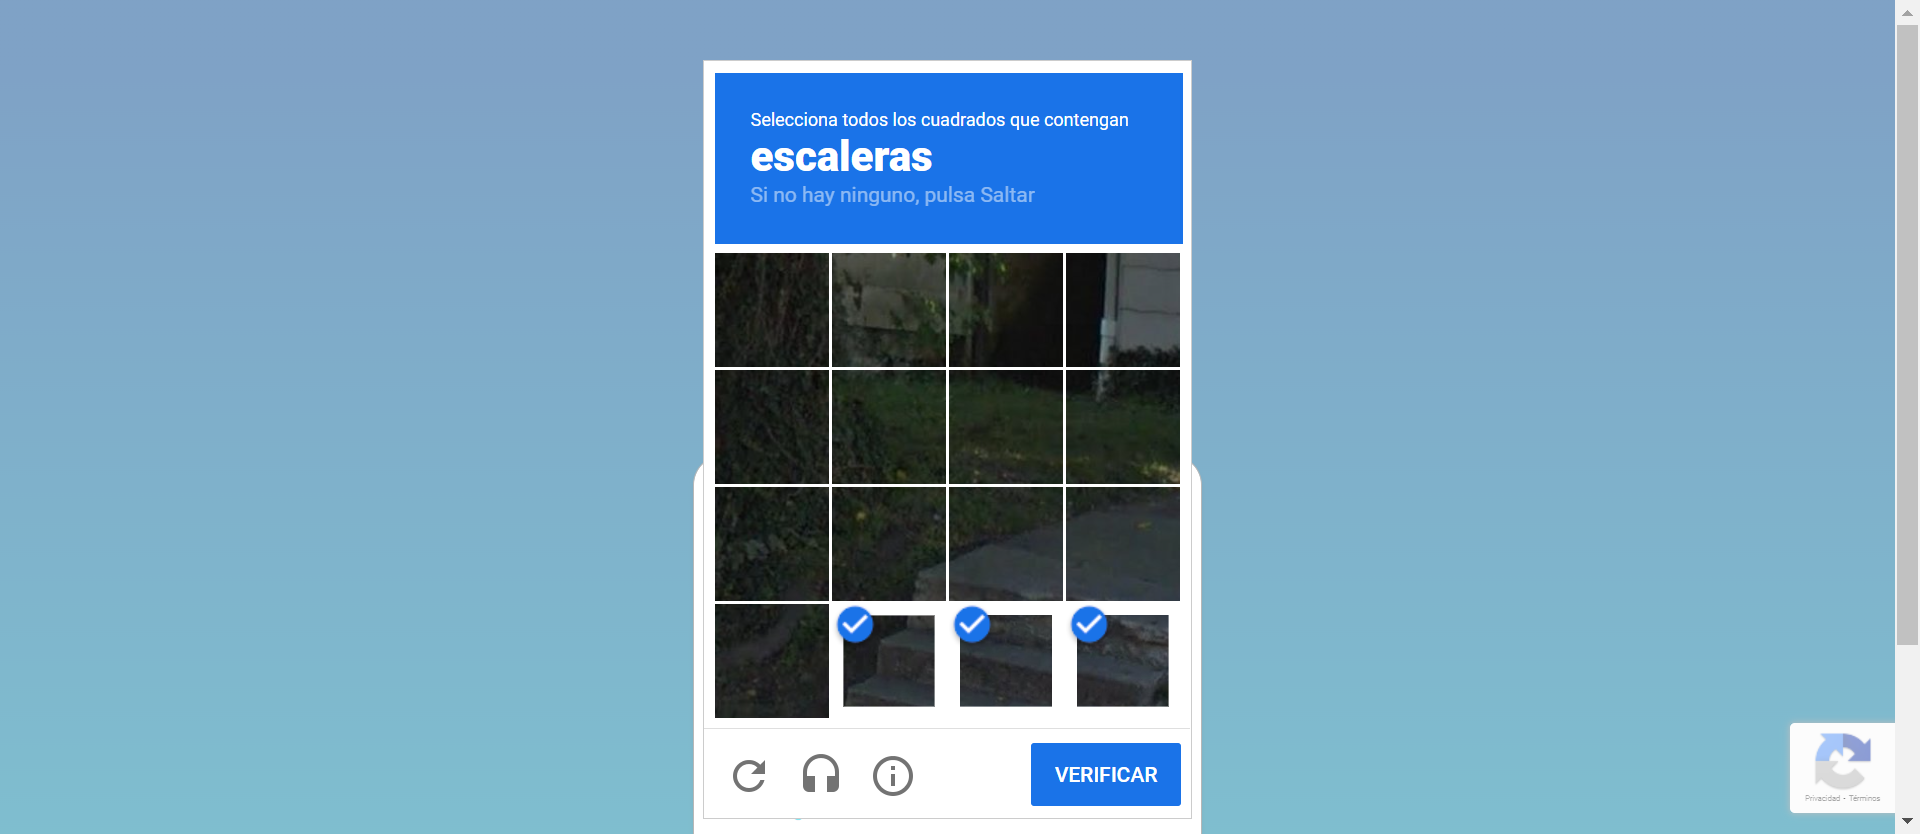 Selecciona todos los cuadrados que contengan
escaleras
Si no hay ninguno, pulsa Saltar
VERIFICAR
Privacidad - Términos